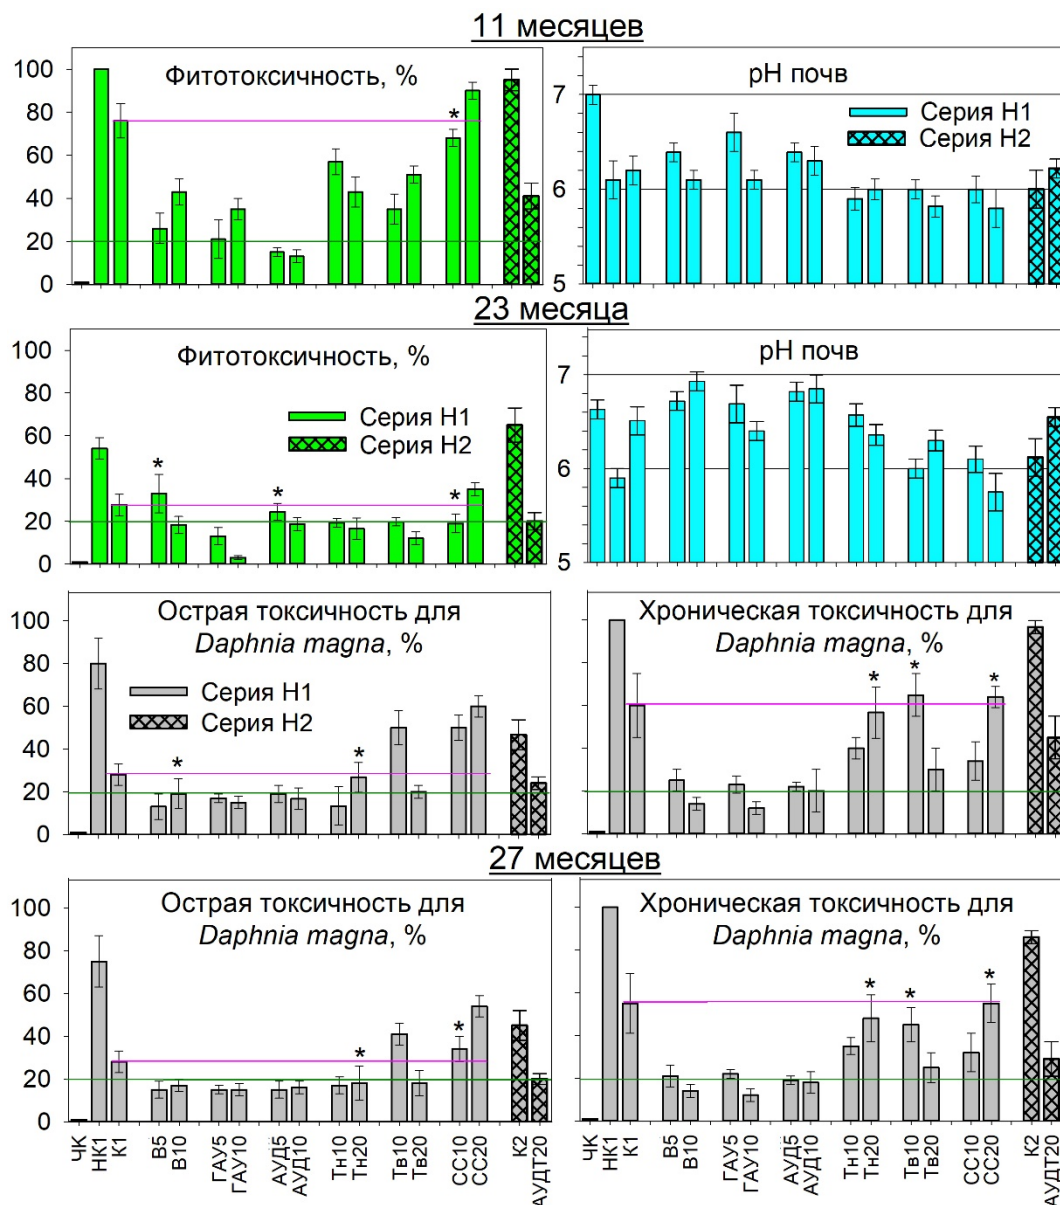 11 месяцев
Фитотоксичность, %
100
80
60
40
20
0
*
pH почв
Серия Н1
Серия Н2
7
6
5
23 месяца
Фитотоксичность, %
Серия Н1
Серия Н2
100
80
60
40
20
0
* * *
pH почв
7
6
5
Острая токсичность для
Daphnia magna, %
Серия Н1
Серия Н2
100
80
60
40
20
0
* *
Хроническая токсичность для
Daphnia magna, %
* * *
27 месяцев
Острая токсичность для
Daphnia magna, %
100
80
60
40
20
0
* *
Хроническая токсичность для
Daphnia magna, %
* * *
ЧК
НК1
К1
В5
В10
ГАУ5
ГАУ10
АУД5
АУД10
Тн10
Тн20
Тв10
Тв20
СС10
СС20
К2
АУДТ20
ЧК
НК1
К1
В5
В10
ГАУ5
ГАУ10
АУД5
АУД10
Тн10
Тн20
Тв10
Тв20
СС10
СС20
К2
АУДТ20